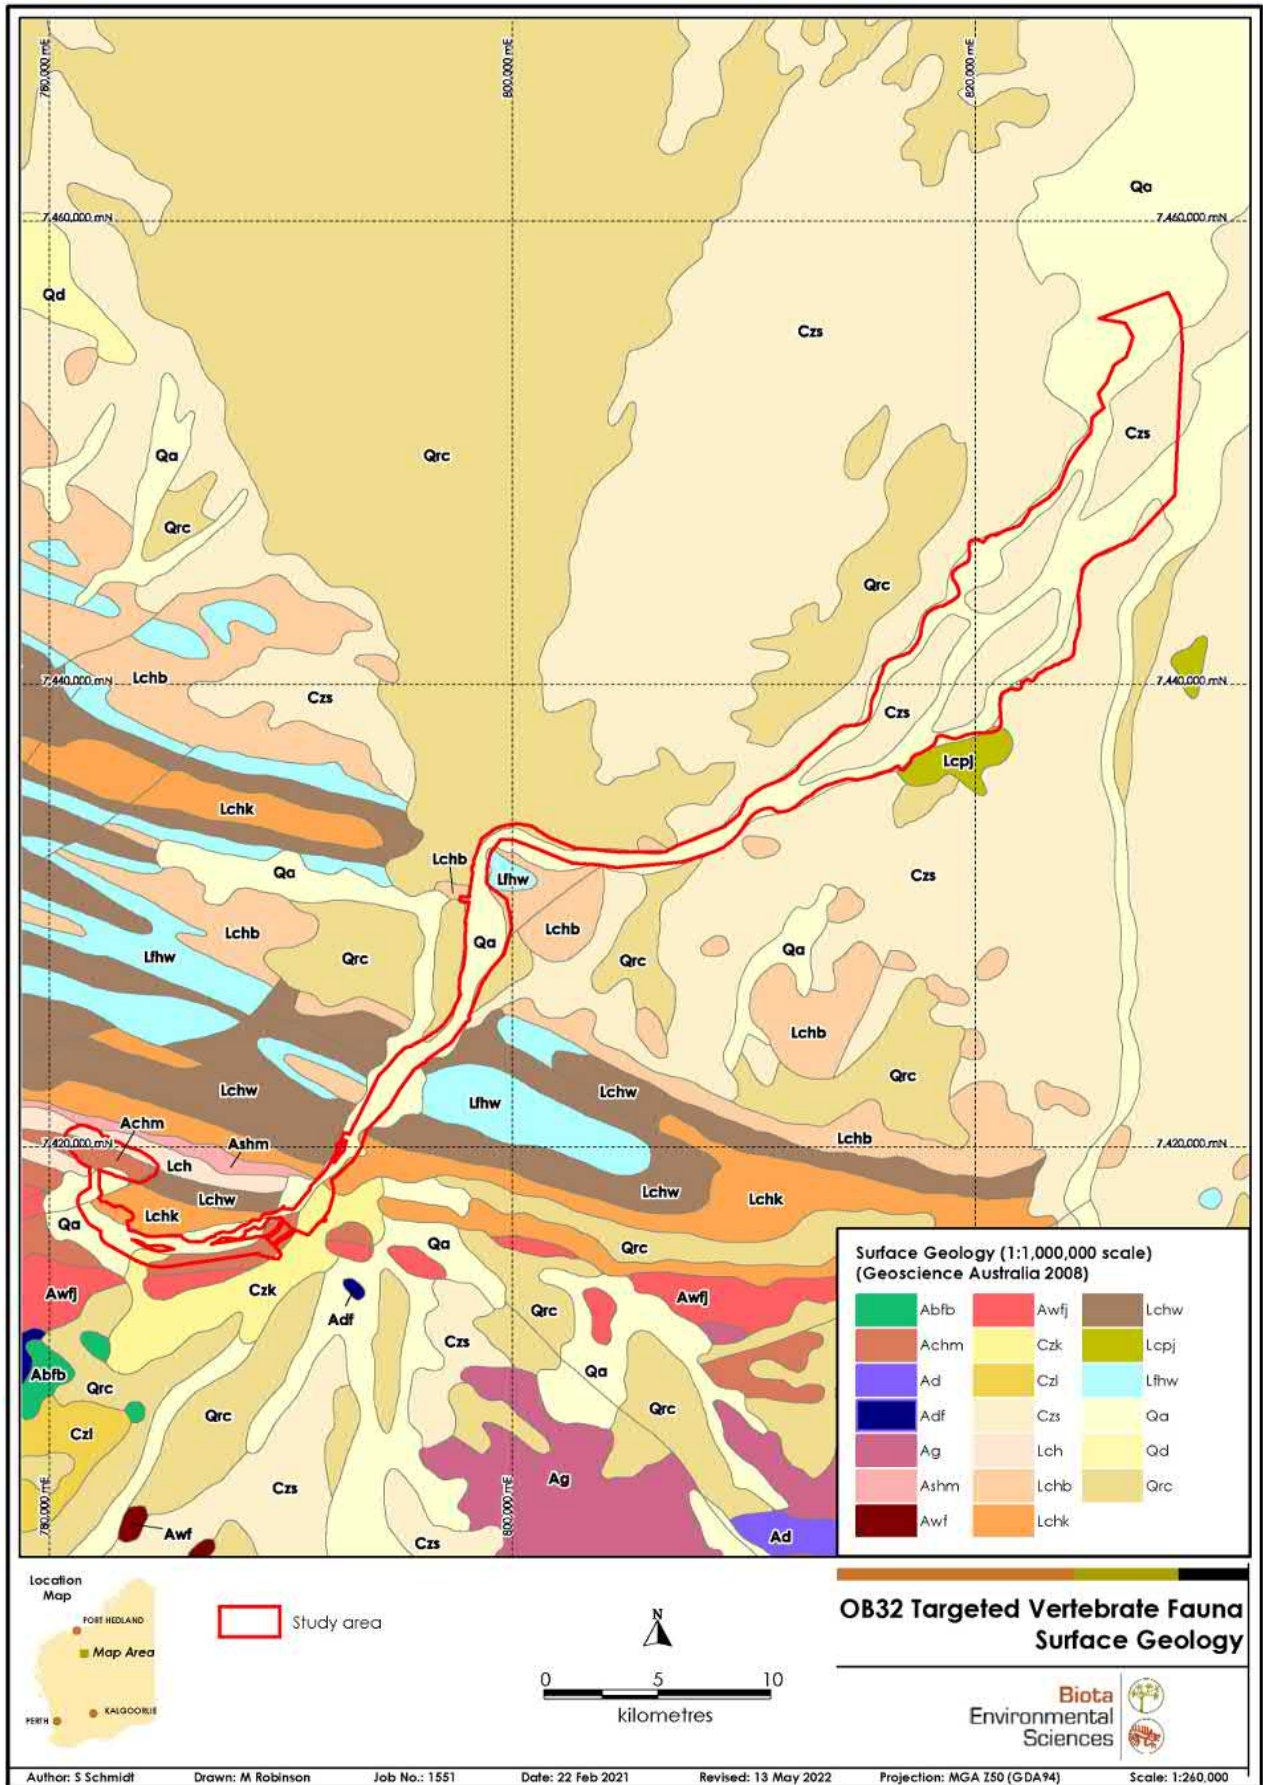 780,000 mE
800,000 mE
820,000 mE
Qa
7,460,000 mN
7,460,000 mN
Qd
Czs
Czs
Qa
Qrc
Qrc
Qrc
7,440,000 mN
Lchb
Czs
7,440,000 mN
Czs
Lcpj
Lchk
Lchb
Qa
Lfhw
Czs
Lchb
Lchb
Qa
Qa
Lfhw
Qrc
Qrc
Lchb
Qrc
Lchw
Lchw
Lfhw
Achm
7,420,000 mN
Ashm
Lchb
7,420,000 mN
Lch
Lchw
Lchw
Lchk
Lchk
Qa
Qa
Qrc
Czk
Awfj
Awfj
Qrc
Adf
Czs
Abfb
Qa
Qrc
Qrc
Qrc
Czl
Ag
Czs
780,000 mE
800,000 mE
Awf
Czs
Ad
Surface Geology (1:1,000,000 scale)
(Geoscience Australia 2008)
Abfb Awfj Lchw
Achm Czk Lcpj
Ad Czl Lfhw
Adf Czs Qa
Ag Lch Qd
Ashm Lchb Qrc
Awf Lchk
Location
Map
PORT HEDLAND
Map Area
KALGOORLIE
PERTH
Study area
N
0 5 10
kilometres
OB32 Targeted Vertebrate Fauna
Surface Geology
Biota
Environmental
Sciences
Author: S Schmidt Drawn: M Robinson Job No.: 1551 Date: 22 Feb 2021 Revised: 13 May 2022 Projection: MGA Z50 (GDA94) Scale: 1:260,000